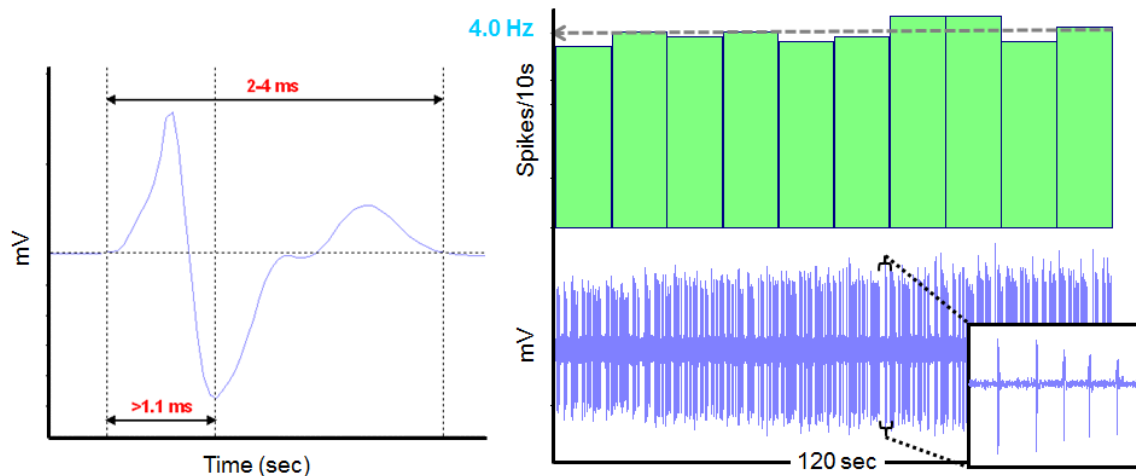 2-4 ms
mV
>1.1 ms
Time (sec)
4.0 Hz
Spikes/10s
mV
120 sec